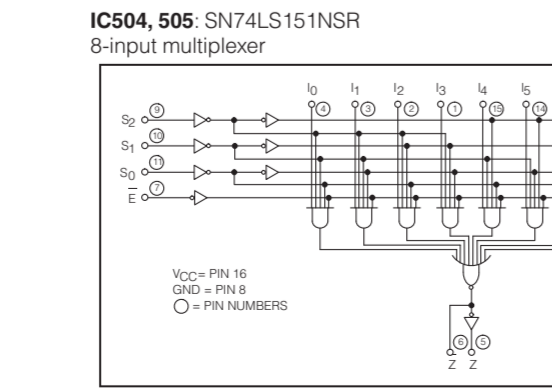 IC504, 505: SN74LS151NSR
8-input multiplexer
I0 I1 I2 I3 I4 I5
4 3 2 1 15 14
S2 9
S1 10
S0 11
E̅ 7
VCC= PIN 16
GND = PIN 8
= PIN NUMBERS
6 5
Z̅ Z